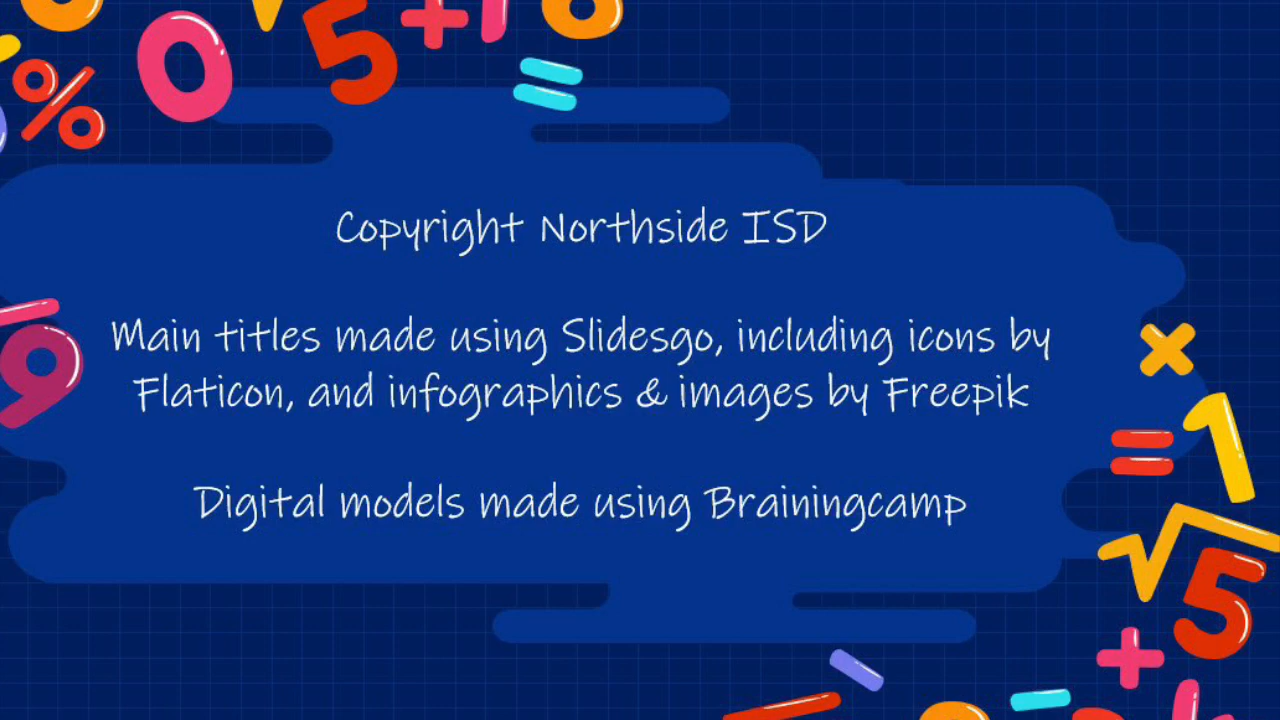 Copyright Northside ISD
Main titles made using Slidesgo, including icons by
Flaticon, and infographics & images by Freepik
Digital models made using Brainingcamp